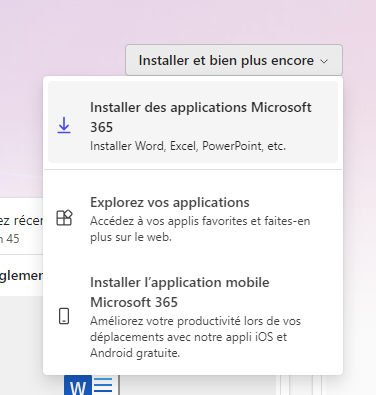 Installer et bien plus encore
Installer des applications Microsoft
365
Installer Word, Excel, PowerPoint, etc.
Explorez vos applications
Accédez à vos applis favorites et faites-en
plus sur le web.
ez récen
n 45
glemen
Installer l'application mobile
Microsoft 365
Améliorez votre productivité lors de vos
déplacements avec notre appli iOS et
Android gratuite.
W